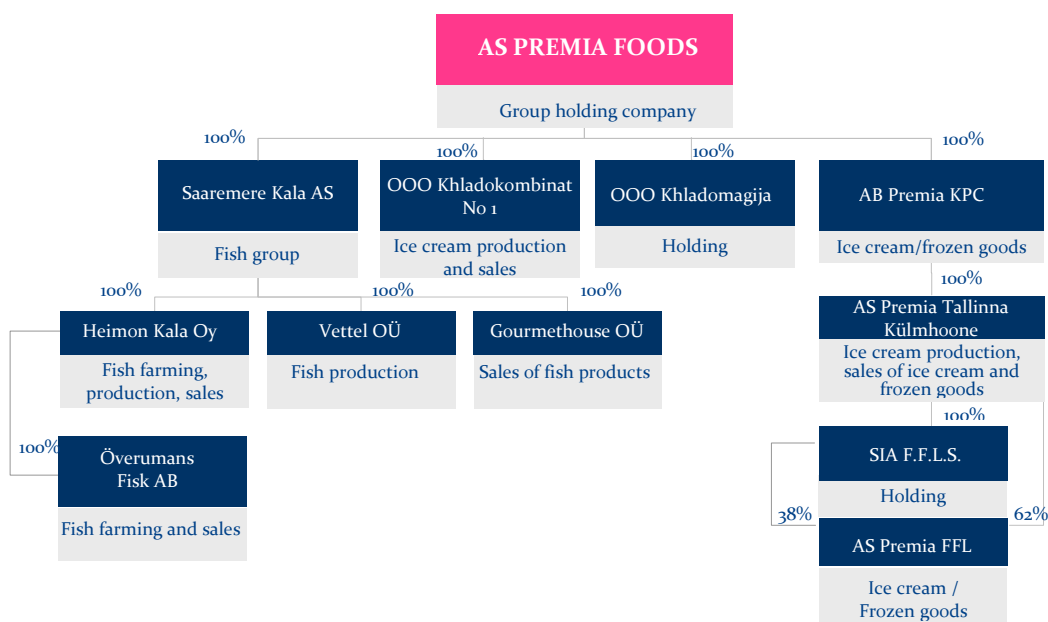 AS PREMIA FOODS
Group holding company
100%
100%
100%
100%
Saaremere Kala AS
Fish group
OOO Khladokombinat
No 1
Ice cream production
and sales
OOO Khladomagija
Holding
AB Premia KPC
Ice cream/frozen goods
100%
100%
100%
100%
Heimon Kala Oy
Fish farming,
production, sales
Vettel OÜ
Fish production
Gourmethouse OÜ
Sales of fish products
AS Premia Tallinna
Külmhoone
Ice cream production,
sales of ice cream and
frozen goods
100%
100%
Överumans
Fisk AB
Fish farming and sales
SIA F.F.L.S.
Holding
38%
62%
AS Premia FFL
Ice cream /
Frozen goods